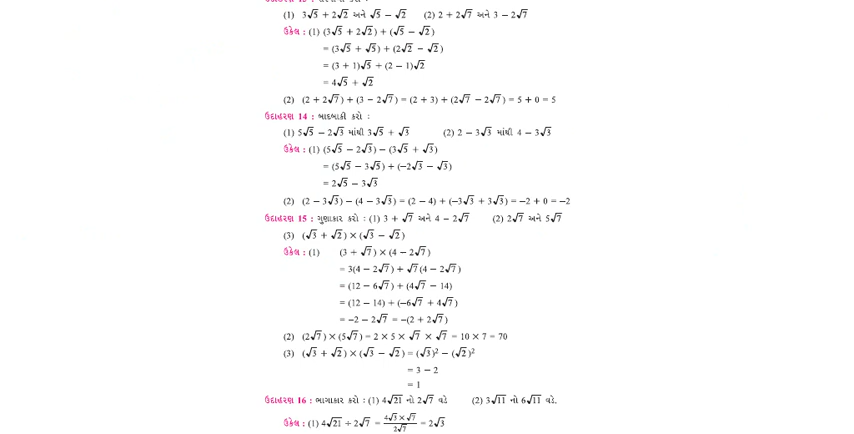 (1) 3√5 + 2√2 અને √5 − √2 (2) 2 + 2√7 અને 3 − 2√7
ઉકેલ : (1) (3√5 + 2√2) + (√5 − √2)
= (3√5 + √5) + (2√2 − √2)
= (3 + 1)√5 + (2 − 1)√2
= 4√5 + √2
(2) (2 + 2√7) + (3 − 2√7) = (2 + 3) + (2√7 − 2√7) = 5 + 0 = 5
ઉદાહરણ 14 : બાદબાકી કરો :
(1) 5√5 − 2√3 માંથી 3√5 + √3 (2) 2 − 3√3 માંથી 4 − 3√3
ઉકેલ : (1) (5√5 − 2√3) − (3√5 + √3)
= (5√5 − 3√5) + (−2√3 − √3)
= 2√5 − 3√3
(2) (2 − 3√3) − (4 − 3√3) = (2 − 4) + (−3√3 + 3√3) = −2 + 0 = −2
ઉદાહરણ 15 : ગુણાકાર કરો : (1) 3 + √7 અને 4 − 2√7 (2) 2√7 અને 5√7
(3) (√3 + √2) × (√3 − √2)
ઉકેલ : (1) (3 + √7) × (4 − 2√7)
= 3(4 − 2√7) + √7(4 − 2√7)
= (12 − 6√7) + (4√7 − 14)
= (12 − 14) + (−6√7 + 4√7)
= −2 − 2√7 = −(2 + 2√7)
(2) (2√7) × (5√7) = 2 × 5 × √7 × √7 = 10 × 7 = 70
(3) (√3 + √2) × (√3 − √2) = (√3)² − (√2)²
= 3 − 2
= 1
ઉદાહરણ 16 : ભાગાકાર કરો : (1) 4√21 નો 2√7 વડે (2) 3√11 નો 6√11 વડે.
ઉકેલ : (1) 4√21 ÷ 2√7 = 4√3 × √7 / 2√7 = 2√3